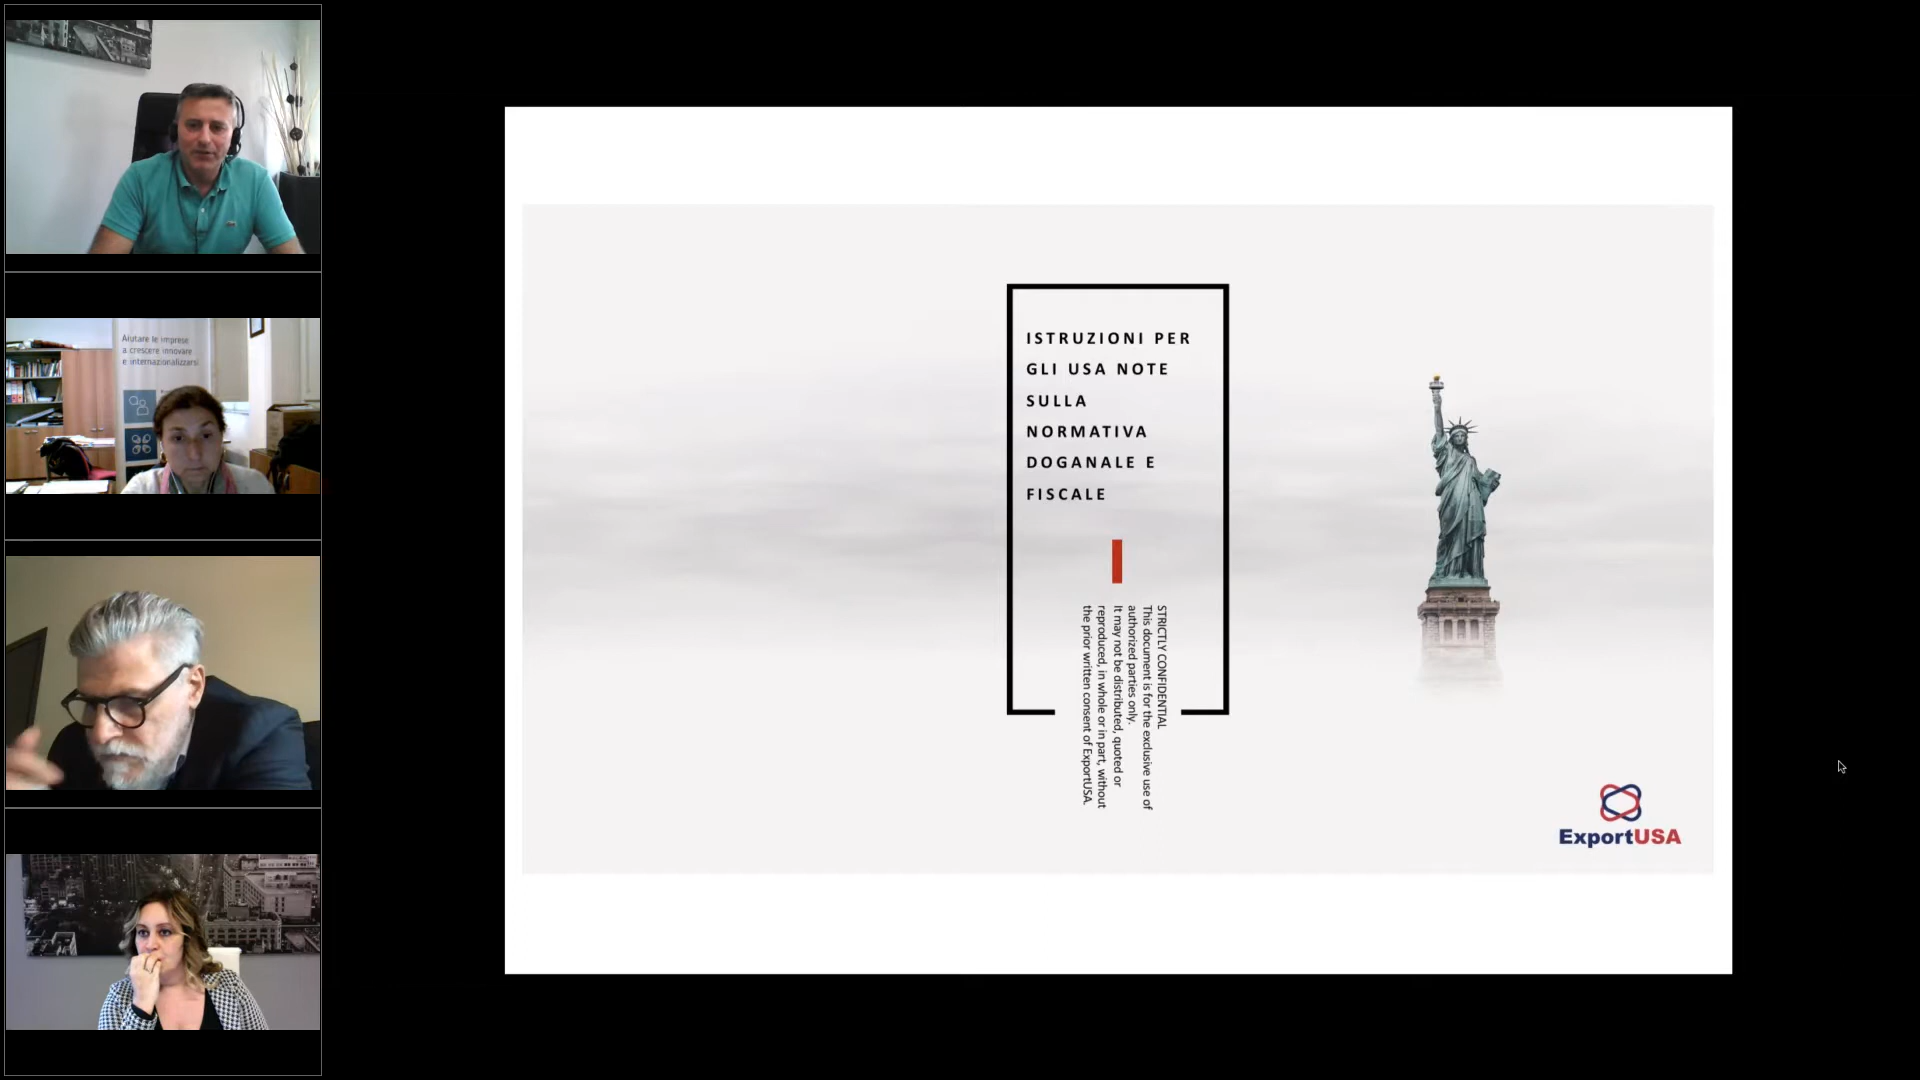 Aiutare le imprese
a crescere innovare
e internazionalizzarsi
ISTRUZIONI PER
GLI USA NOTE
SULLA
NORMATIVA
DOGANALE E
FISCALE
STRICTLY CONFIDENTIAL
This document is for the exclusive use of
authorized parties only.
It may not be distributed, quoted or
reproduced, in whole or in part, without
the prior written consent of ExportUSA.
ExportUSA